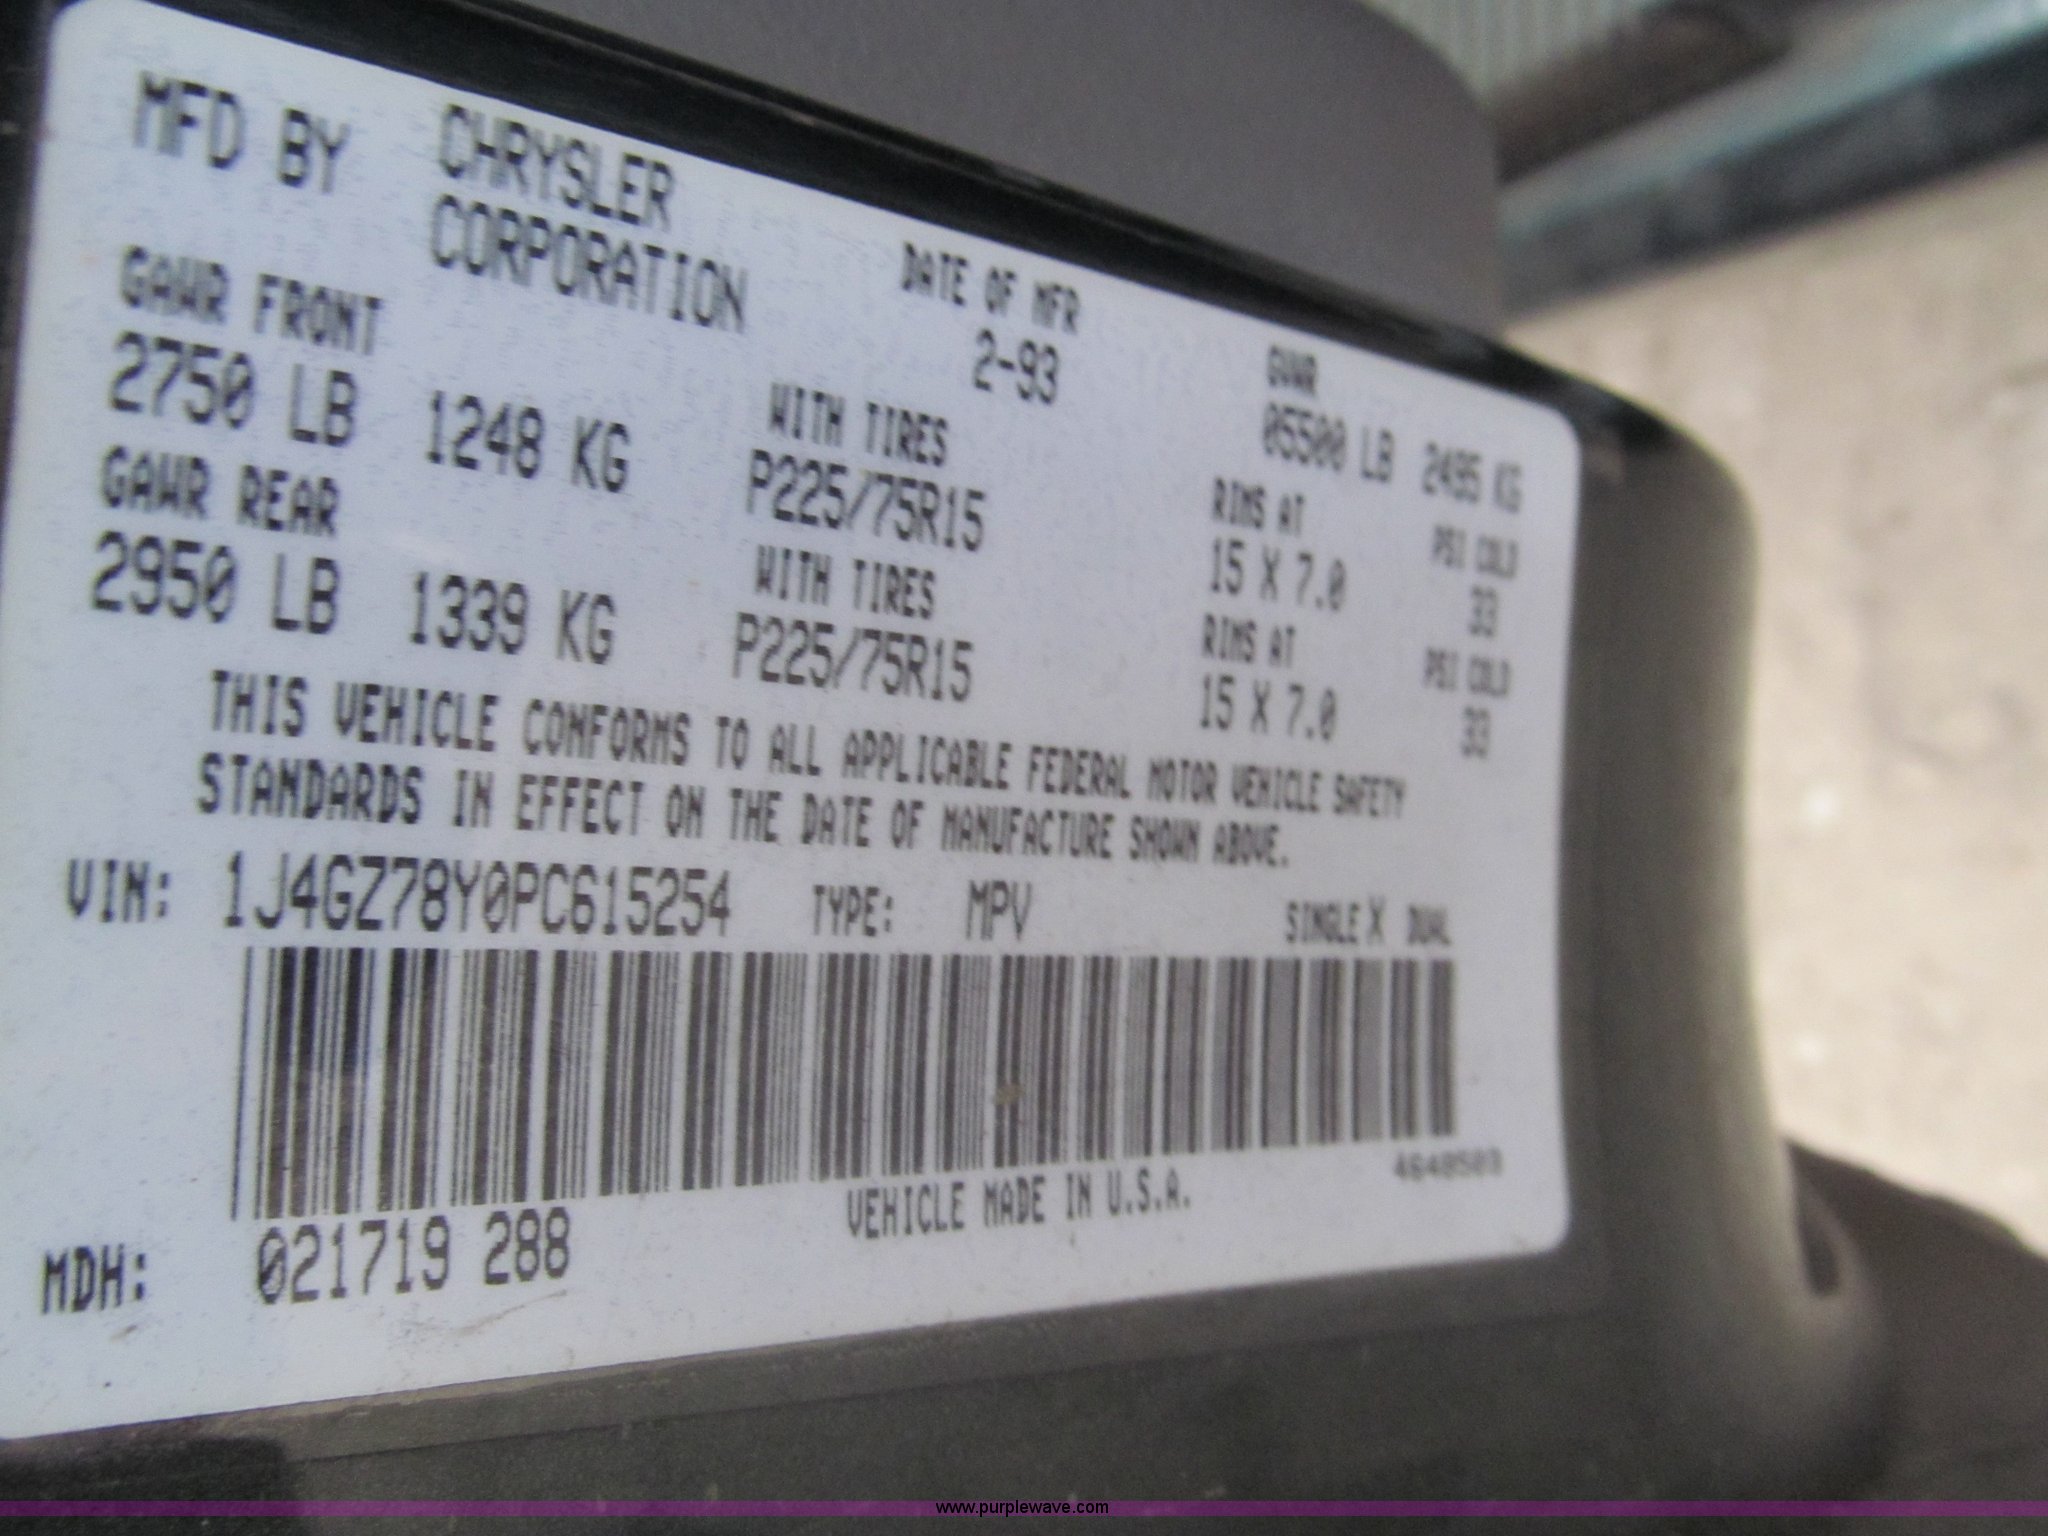 MFD BY CHRYSLER CORPORATION
DATE OF MFR 2-93
GVWR 05500 LB 2495 KG
GAWR FRONT WITH TIRES RIMS AT PSI COLD
2750 LB 1248 KG P225/75R15 15 X 7.0 33
GAWR REAR WITH TIRES RIMS AT PSI COLD
2950 LB 1339 KG P225/75R15 15 X 7.0 33
THIS VEHICLE CONFORMS TO ALL APPLICABLE FEDERAL MOTOR VEHICLE SAFETY
STANDARDS IN EFFECT ON THE DATE OF MANUFACTURE SHOWN ABOVE.
VIN: 1J4GZ78Y0PC615254 TYPE: MPV SINGLE X DUAL
MDH: 021719 288 VEHICLE MADE IN U.S.A.
www.purplewave.com